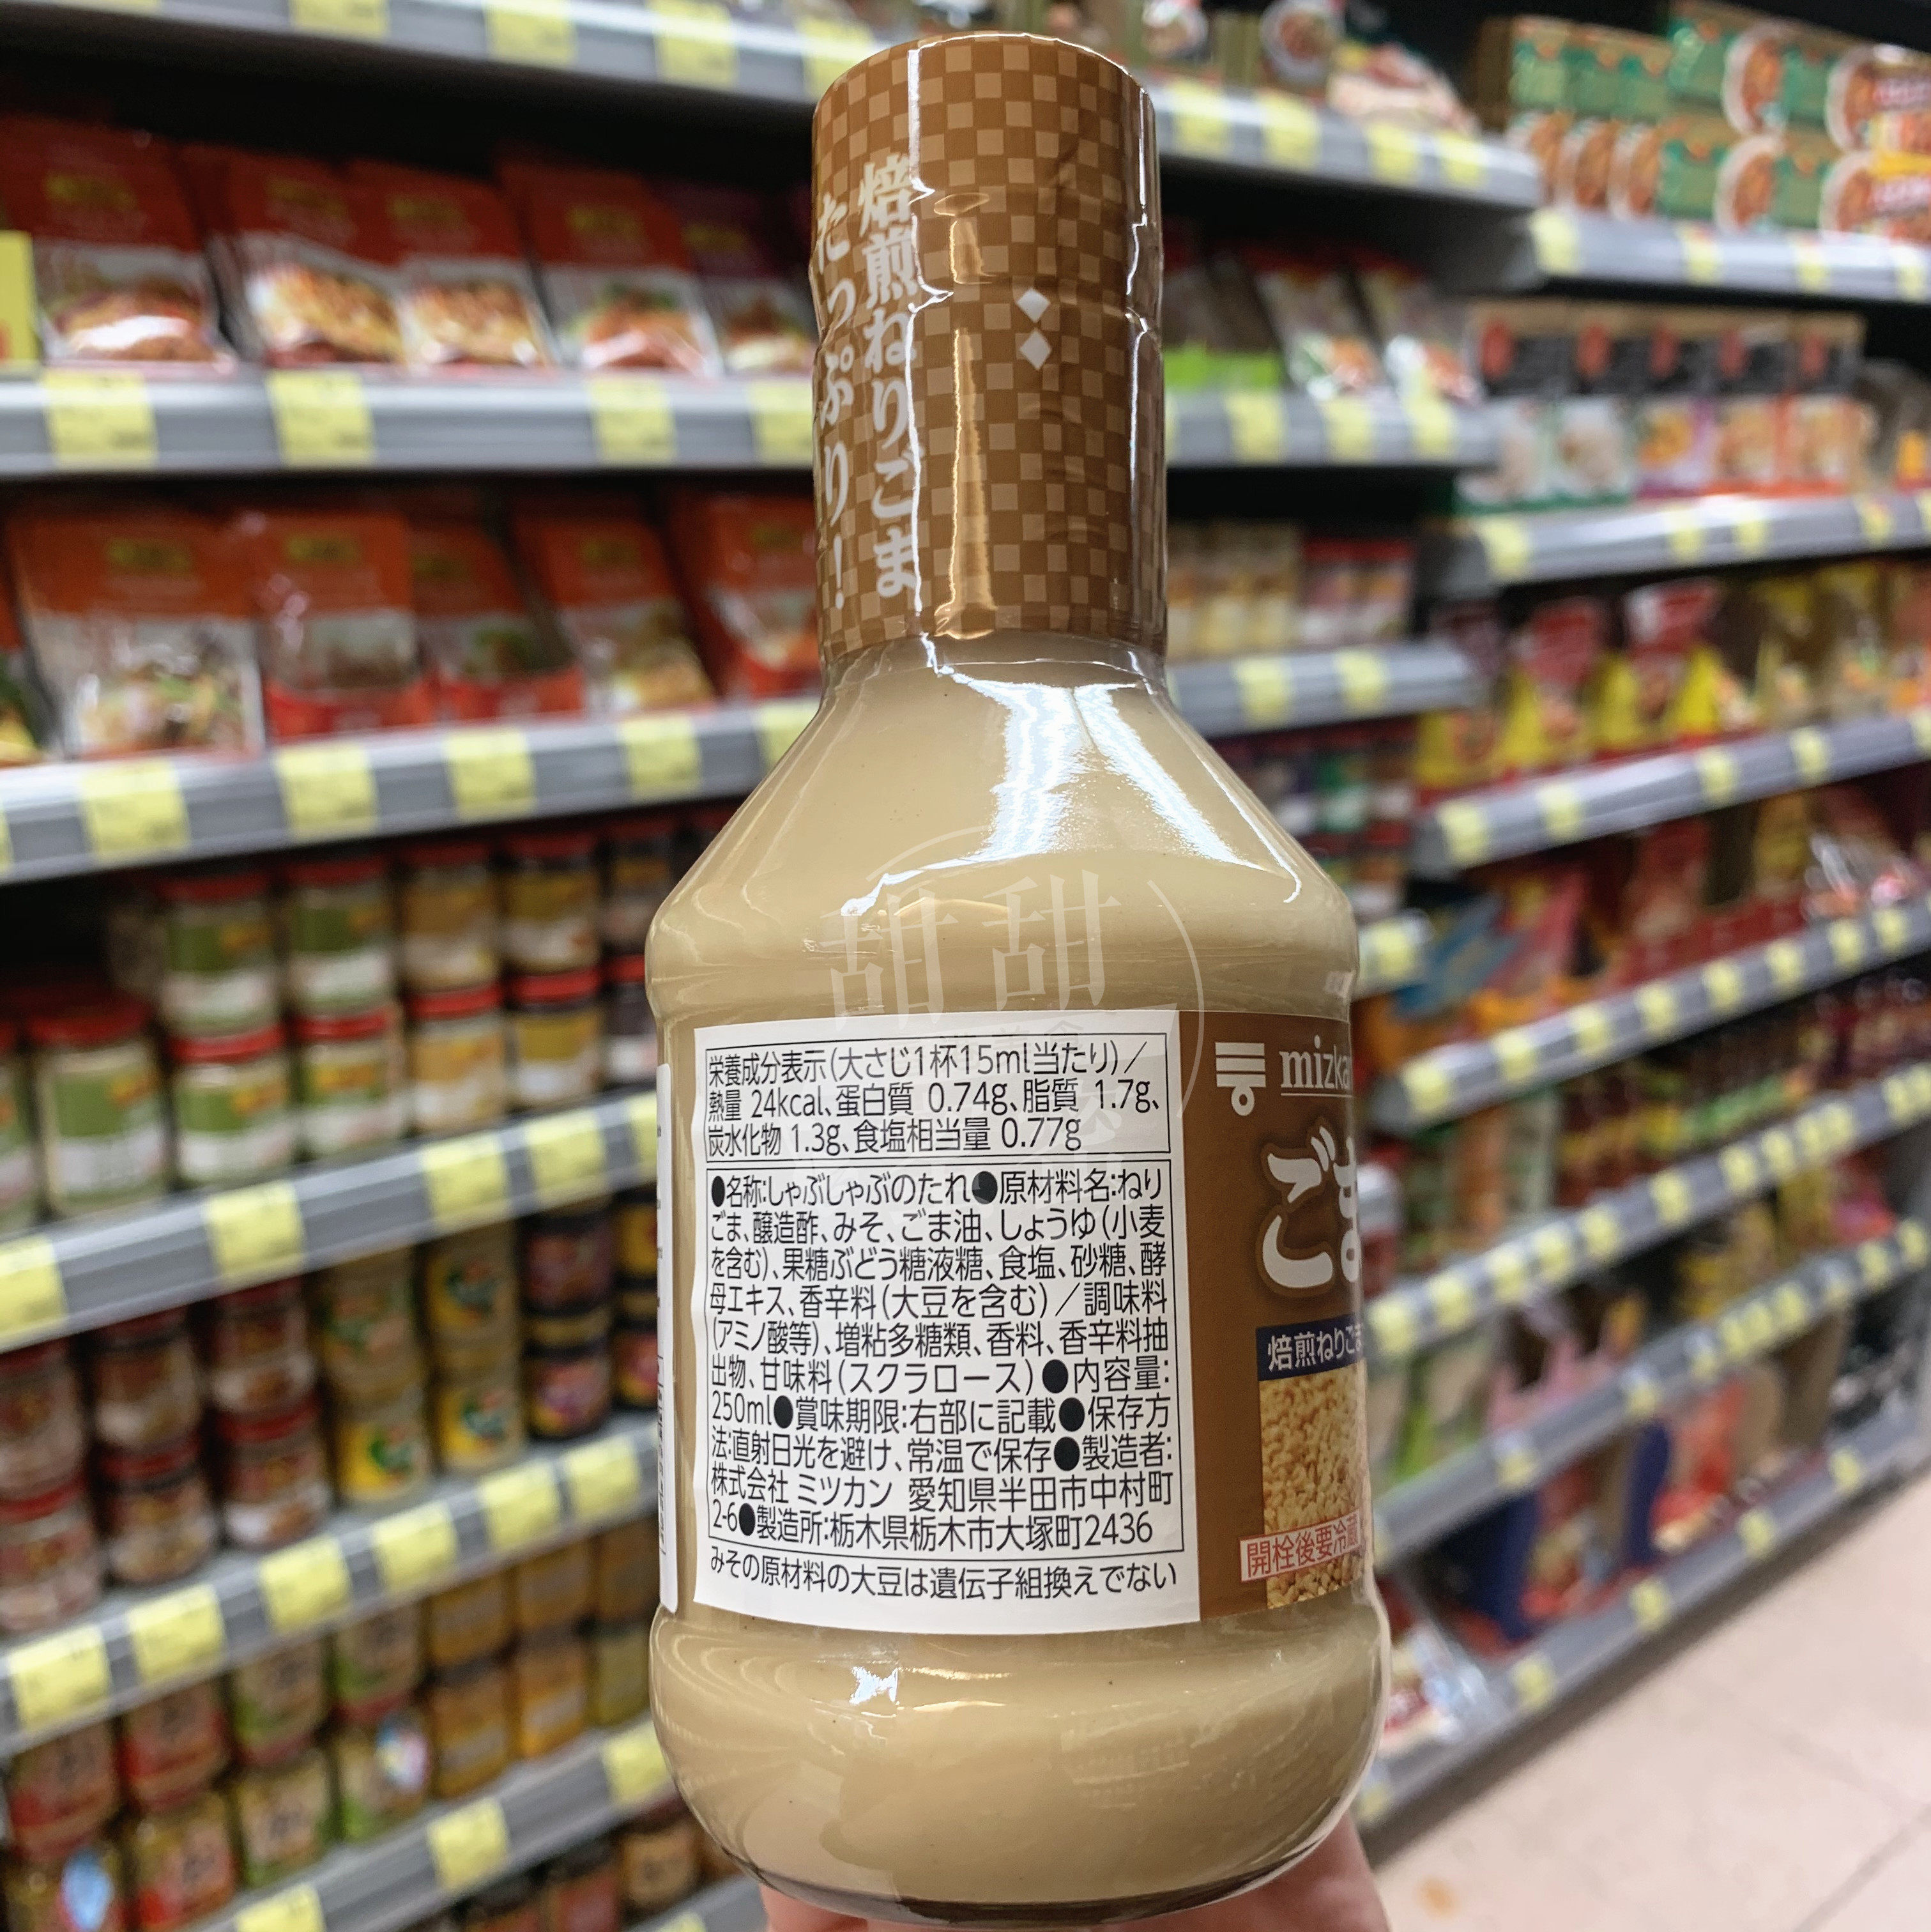 焙煎ねりごま
たっぷり!
甜甜
栄養成分表示(大さじ1杯15ml当たり)／
熱量 24kcal、蛋白質 0.74g、脂質 1.7g、
炭水化物 1.3g、食塩相当量 0.77g
●名称:しゃぶしゃぶのたれ●原材料名:ねり
ごま、醸造酢、みそ、ごま油、しょうゆ(小麦
を含む)、果糖ぶどう糖液糖、食塩、砂糖、酵
母エキス、香辛料(大豆を含む)／調味料
(アミノ酸等)、増粘多糖類、香料、香辛料抽
出物、甘味料(スクラロース)●内容量:
250ml●賞味期限:右部に記載●保存方
法:直射日光を避け、常温で保存●製造者:
株式会社 ミツカン 愛知県半田市中村町
2-6●製造所:栃木県栃木市大塚町2436
みその原材料の大豆は遺伝子組換えでない
mizka
ごま
焙煎ねりごま
開栓後要冷蔵